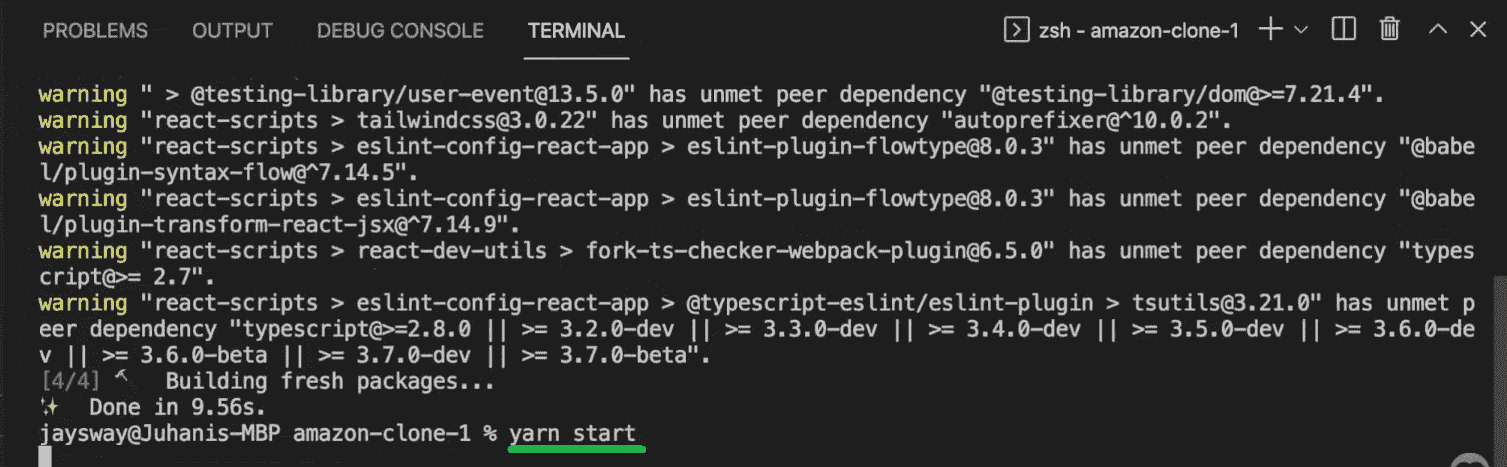 PROBLEMS OUTPUT DEBUG CONSOLE TERMINAL zsh - amazon-clone-1
warning " > @testing-library/user-event@13.5.0" has unmet peer dependency "@testing-library/dom@>=7.21.4".
warning "react-scripts > tailwindcss@3.0.22" has unmet peer dependency "autoprefixer@^10.0.2".
warning "react-scripts > eslint-config-react-app > eslint-plugin-flowtype@8.0.3" has unmet peer dependency "@babe
l/plugin-syntax-flow@^7.14.5".
warning "react-scripts > eslint-config-react-app > eslint-plugin-flowtype@8.0.3" has unmet peer dependency "@babe
l/plugin-transform-react-jsx@^7.14.9".
warning "react-scripts > react-dev-utils > fork-ts-checker-webpack-plugin@6.5.0" has unmet peer dependency "types
cript@>= 2.7".
warning "react-scripts > eslint-config-react-app > @typescript-eslint/eslint-plugin > tsutils@3.21.0" has unmet p
eer dependency "typescript@>=2.8.0 || >= 3.2.0-dev || >= 3.3.0-dev || >= 3.4.0-dev || >= 3.5.0-dev || >= 3.6.0-de
v || >= 3.6.0-beta || >= 3.7.0-dev || >= 3.7.0-beta".
[4/4] Building fresh packages...
Done in 9.56s.
jaysway@Juhanis-MBP amazon-clone-1 % yarn start